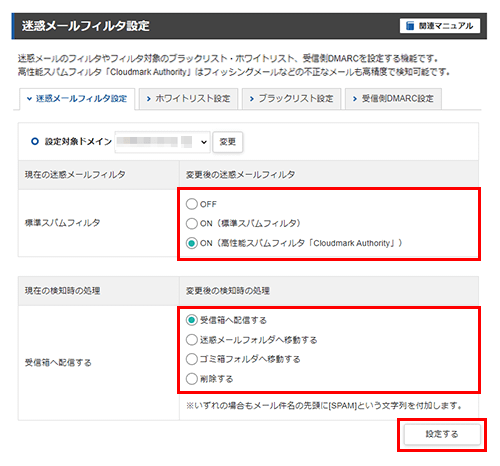 迷惑メールフィルタ設定
関連マニュアル
迷惑メールのフィルタやフィルタ対象のブラックリスト・ホワイトリスト、受信側DMARCを設定する機能です。
高性能スパムフィルタ「Cloudmark Authority」はフィッシングメールなどの不正なメールも高精度で検知可能です。
迷惑メールフィルタ設定
ホワイトリスト設定
ブラックリスト設定
受信側DMARC設定
設定対象ドメイン
変更
現在の迷惑メールフィルタ
変更後の迷惑メールフィルタ
標準スパムフィルタ
OFF
ON（標準スパムフィルタ）
ON（高性能スパムフィルタ「Cloudmark Authority」）
現在の検知時の処理
変更後の検知時の処理
受信箱へ配信する
受信箱へ配信する
迷惑メールフォルダへ移動する
ゴミ箱フォルダへ移動する
削除する
※いずれの場合もメール件名の先頭に[SPAM]という文字列を付加します。
設定する